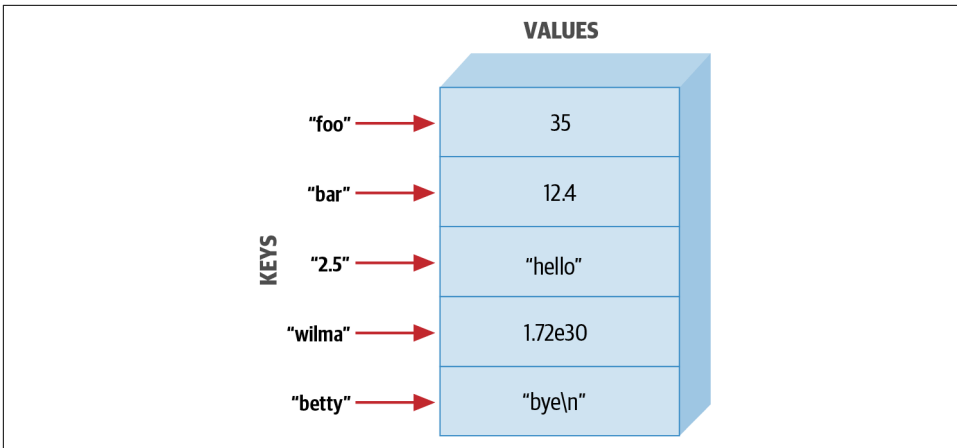 VALUES
“foo” 35
“bar” 12.4
KEYS
“2.5” “hello”
“wilma” 1.72e30
“betty” “bye\n”